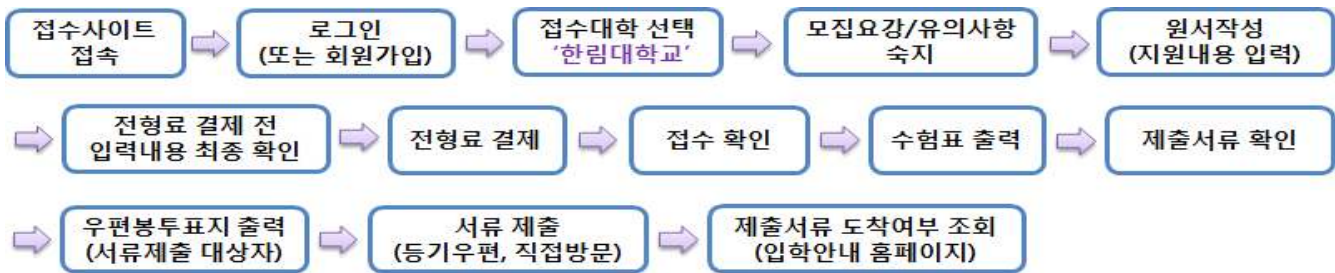 접수사이트
접속
로그인
(또는 회원가입)
접수대학 선택
‘한림대학교’
모집요강/유의사항
숙지
원서작성
(지원내용 입력)
전형료 결제 전
입력내용 최종 확인
전형료 결제
접수 확인
수험표 출력
제출서류 확인
우편봉투표지 출력
(서류제출 대상자)
서류 제출
(등기우편, 직접방문)
제출서류 도착여부 조회
(입학안내 홈페이지)